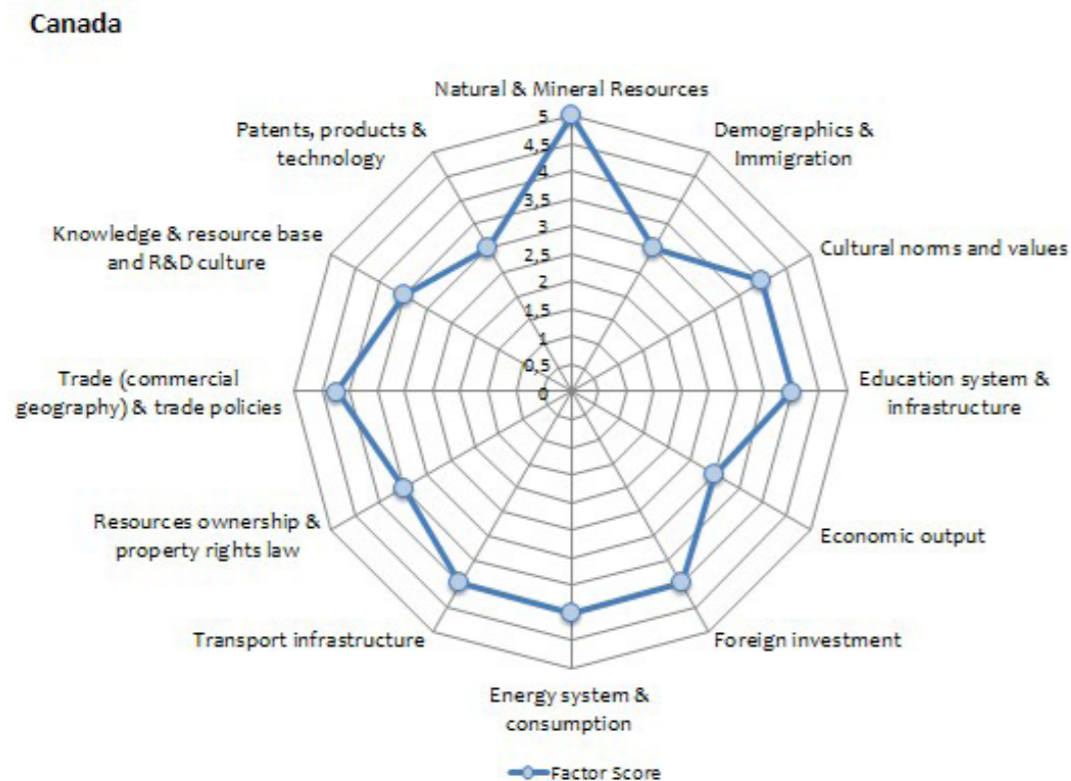 Canada
Natural & Mineral Resources
Demographics &
Immigration
Cultural norms and values
Education system &
infrastructure
Economic output
Foreign investment
Energy system &
consumption
Transport infrastructure
Resources ownership &
property rights law
Trade (commercial
geography) & trade policies
Knowledge & resource base
and R&D culture
Patents, products &
technology
5
4,5
4
3,5
3
2,5
2
1,5
1
0,5
0
Factor Score